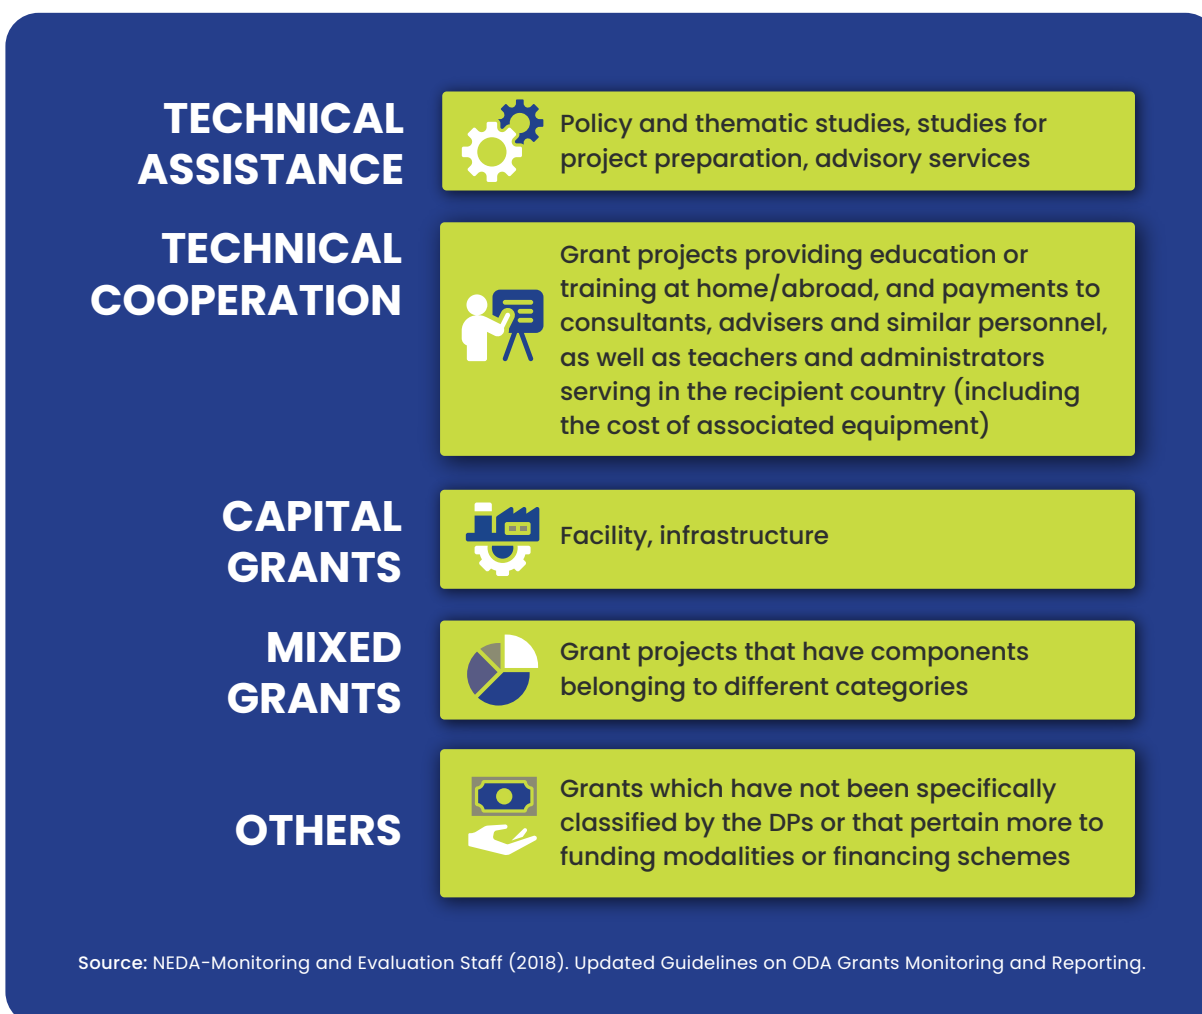 TECHNICAL
ASSISTANCE
Policy and thematic studies, studies for
project preparation, advisory services
TECHNICAL
COOPERATION
Grant projects providing education or
training at home/abroad, and payments to
consultants, advisers and similar personnel,
as well as teachers and administrators
serving in the recipient country (including
the cost of associated equipment)
CAPITAL
GRANTS
Facility, infrastructure
MIXED
GRANTS
Grant projects that have components
belonging to different categories
OTHERS
Grants which have not been specifically
classified by the DPs or that pertain more to
funding modalities or financing schemes
Source: NEDA-Monitoring and Evaluation Staff (2018). Updated Guidelines on ODA Grants Monitoring and Reporting.